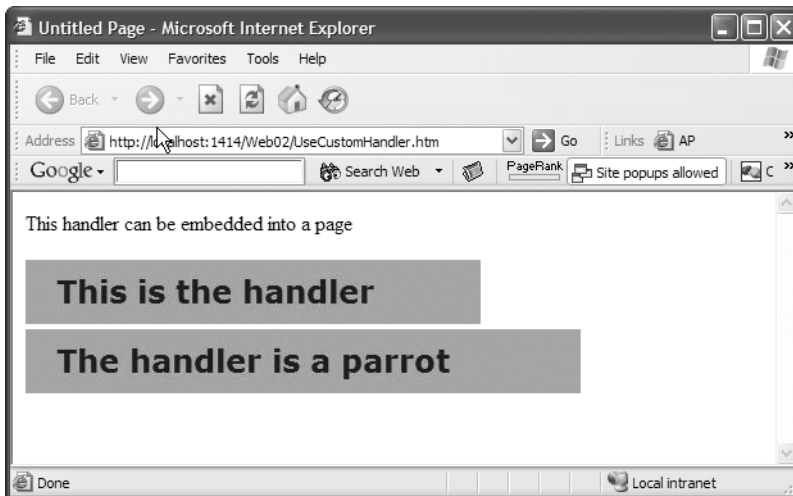 Untitled Page - Microsoft Internet Explorer
File Edit View Favorites Tools Help
Back
Address http://localhost:1414/Web02/UseCustomHandler.htm Go Links AP »
Google Search Web PageRank Site popups allowed C »
This handler can be embedded into a page
This is the handler
The handler is a parrot
Done Local intranet